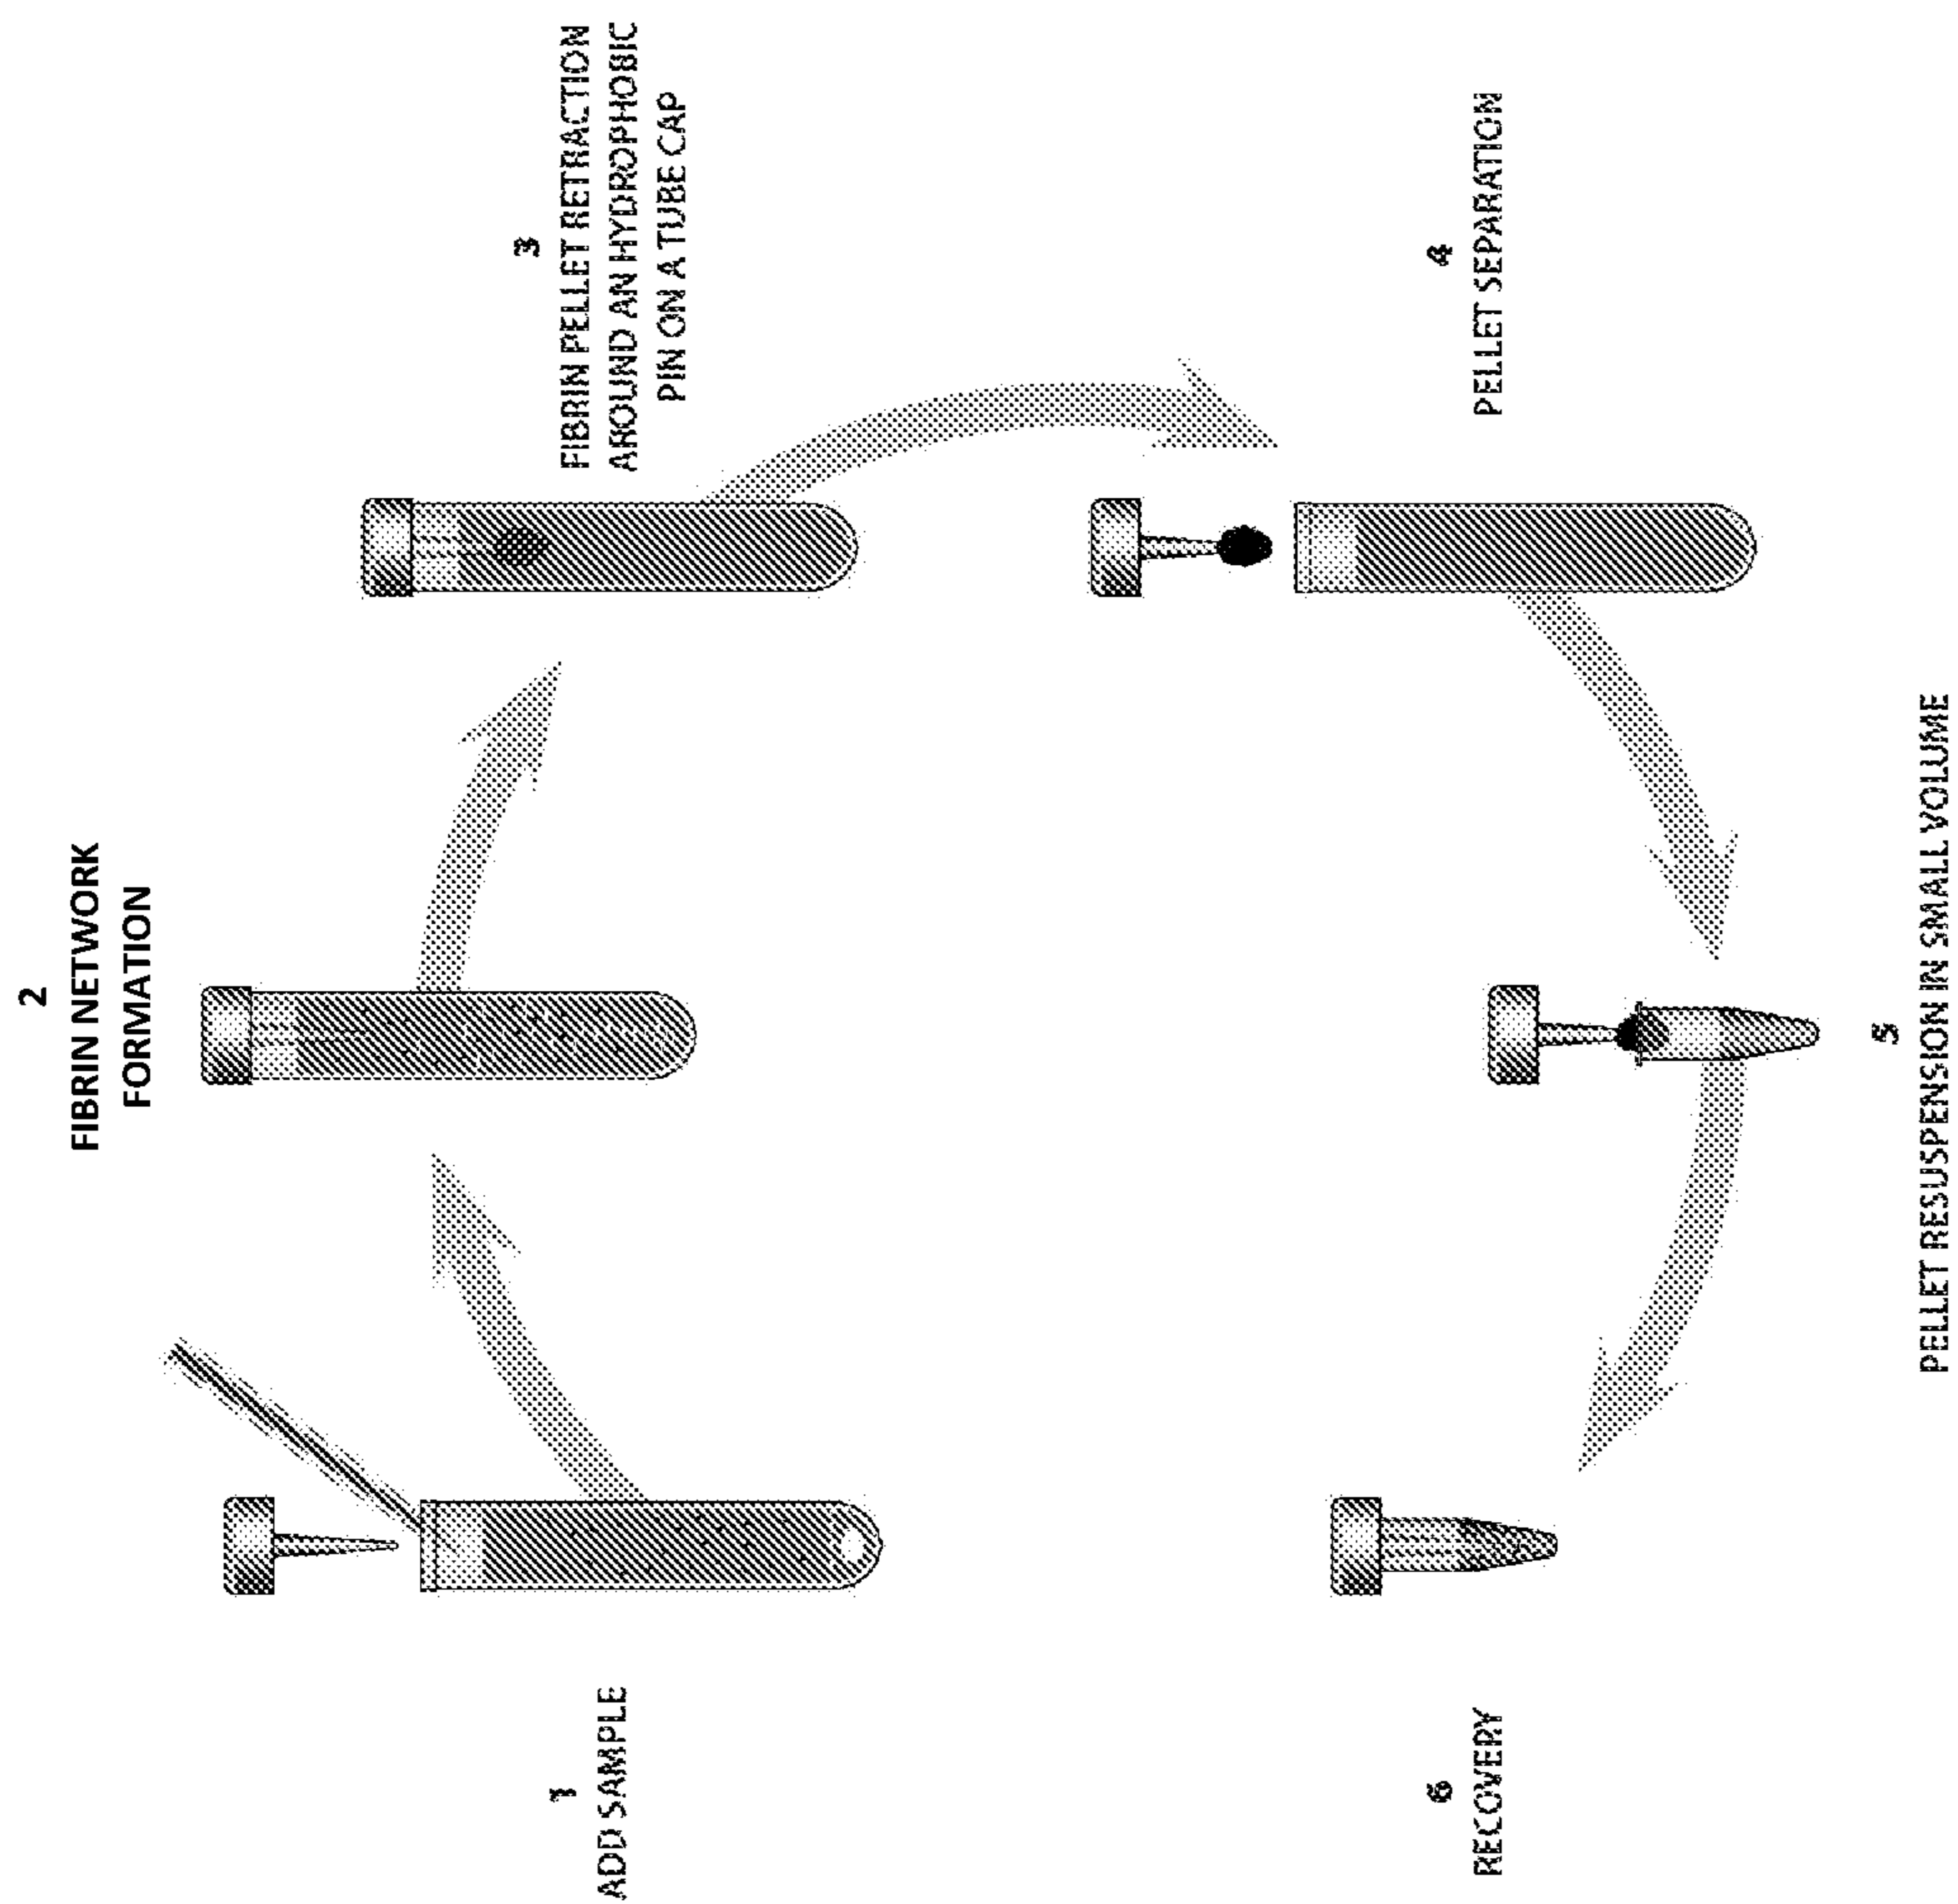 1
ADD SAMPLE
2
FIBRIN NETWORK
FORMATION
3
FIBRIN PELLET RETRACTION
AROUND AN HYDROPHOBIC
PIN ON A TUBE CAP
4
PELLET SEPARATION
5
PELLET RESUSPENSION IN SMALL VOLUME
6
RECOVERY